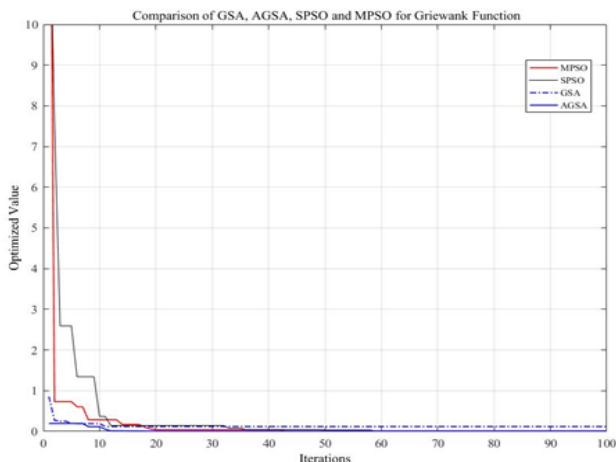 Comparison of GSA, AGSA, SPSO and MPSO for Griewank Function
10
9
8
7
6
5
4
3
2
1
0
Optimized Value
MPSO
SPSO
GSA
AGSA
0 10 20 30 40 50 60 70 80 90 100
Iterations